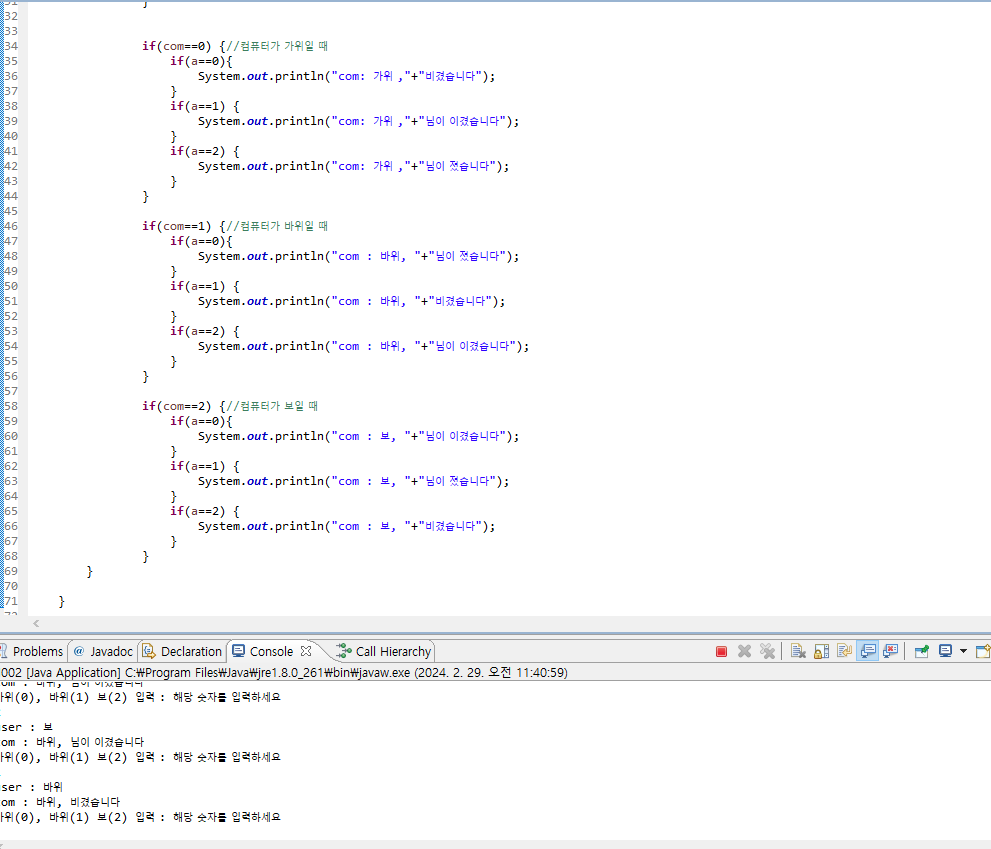 32
33
34 if(com==0) {//컴퓨터가 가위일 때
35 if(a==0){
36 System.out.println("com: 가위 ,"+"비겼습니다");
37 }
38 if(a==1) {
39 System.out.println("com: 가위 ,"+"님이 이겼습니다");
40 }
41 if(a==2) {
42 System.out.println("com: 가위 ,"+"님이 졌습니다");
43 }
44 }
45
46 if(com==1) {//컴퓨터가 바위일 때
47 if(a==0){
48 System.out.println("com : 바위, "+"님이 졌습니다");
49 }
50 if(a==1) {
51 System.out.println("com : 바위, "+"비겼습니다");
52 }
53 if(a==2) {
54 System.out.println("com : 바위, "+"님이 이겼습니다");
55 }
56 }
57
58 if(com==2) {//컴퓨터가 보일 때
59 if(a==0){
60 System.out.println("com : 보, "+"님이 이겼습니다");
61 }
62 if(a==1) {
63 System.out.println("com : 보, "+"님이 졌습니다");
64 }
65 if(a==2) {
66 System.out.println("com : 보, "+"비겼습니다");
67 }
68 }
69 }
70
71 }
Problems @ Javadoc Declaration Console Call Hierarchy
002 [Java Application] C:₩Program Files₩Java₩jre1.8.0_261₩bin₩javaw.exe (2024. 2. 29. 오전 11:40:59)
om : 바위, 님이 이겼습니다
위(0), 바위(1) 보(2) 입력 : 해당 숫자를 입력하세요
ser : 보
om : 바위, 님이 이겼습니다
위(0), 바위(1) 보(2) 입력 : 해당 숫자를 입력하세요
ser : 바위
om : 바위, 비겼습니다
위(0), 바위(1) 보(2) 입력 : 해당 숫자를 입력하세요